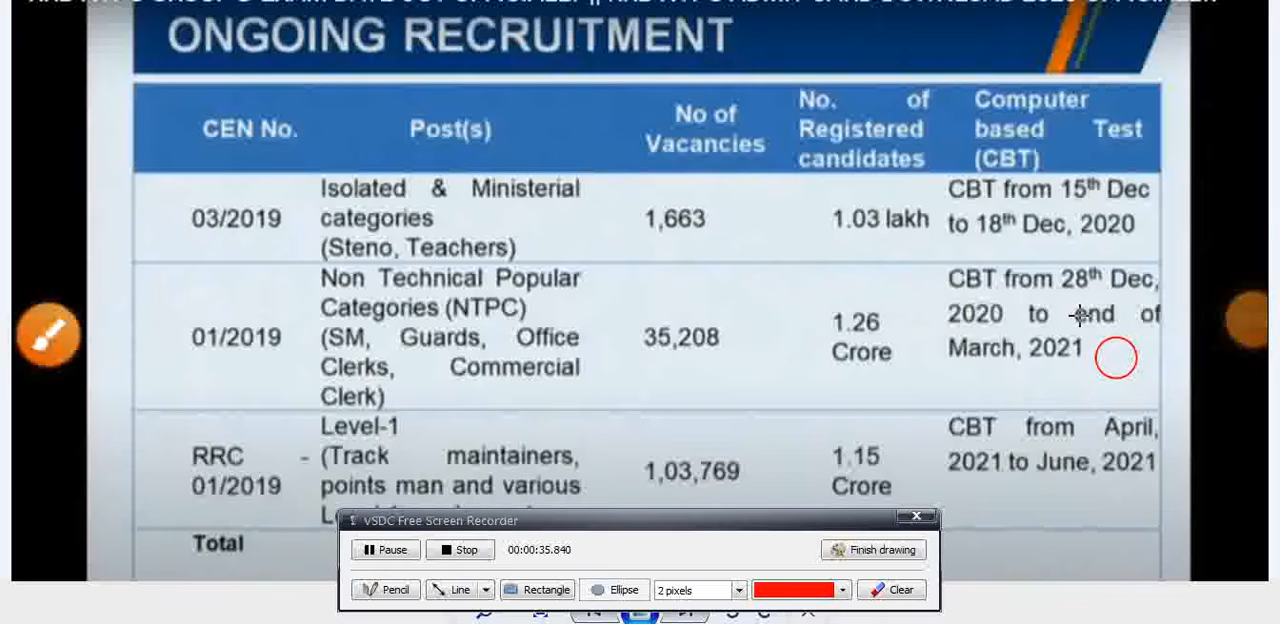 ONGOING RECRUITMENT
CEN No.
Post(s)
No of
Vacancies
No. of
Registered
candidates
Computer
based Test
(CBT)
03/2019
Isolated & Ministerial
categories
(Steno, Teachers)
1,663
1.03 lakh
CBT from 15th Dec
to 18th Dec, 2020
01/2019
Non Technical Popular
Categories (NTPC)
(SM, Guards, Office
Clerks, Commercial
Clerk)
35,208
1.26
Crore
CBT from 28th Dec,
2020 to end of
March, 2021
RRC -
01/2019
Level-1
(Track maintainers,
points man and various
1,03,769
1.15
Crore
CBT from April,
2021 to June, 2021
Total
VSDC Free Screen Recorder
Pause
Stop
00:00:35.840
Finish drawing
Pencil
Line
Rectangle
Ellipse
2 pixels
Clear